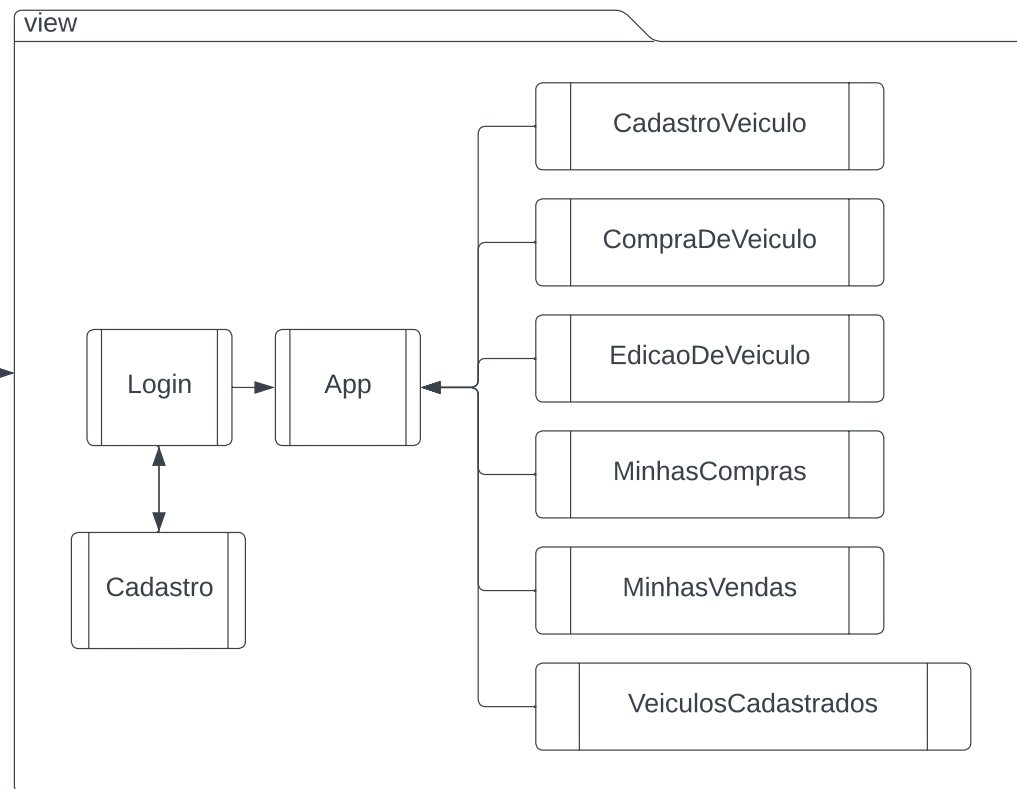 view
CadastroVeiculo
CompraDeVeiculo
EdicaoDeVeiculo
Login
App
MinhasCompras
Cadastro
MinhasVendas
VeiculosCadastrados